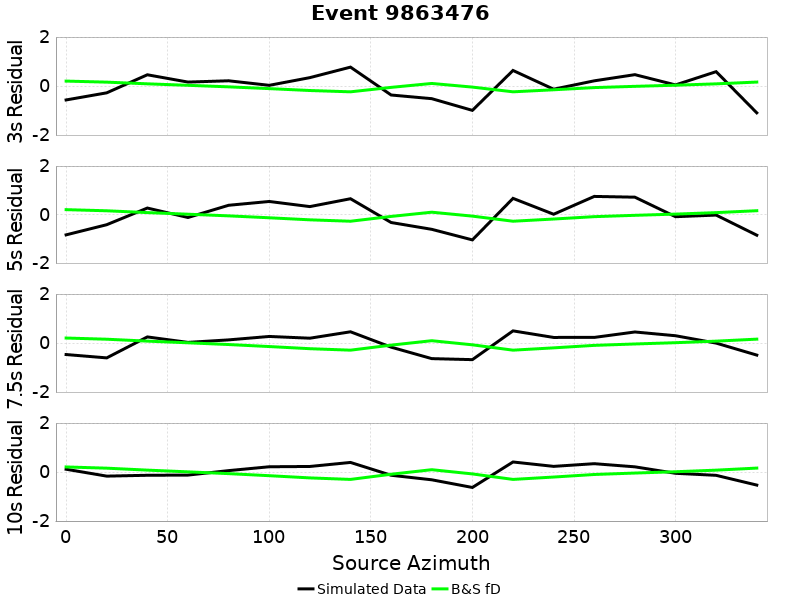 Event 9863476
3s Residual
2
0
-2
5s Residual
2
0
-2
7.5s Residual
2
0
-2
10s Residual
2
0
-2
0 50 100 150 200 250 300
Source Azimuth
Simulated Data B&S fD